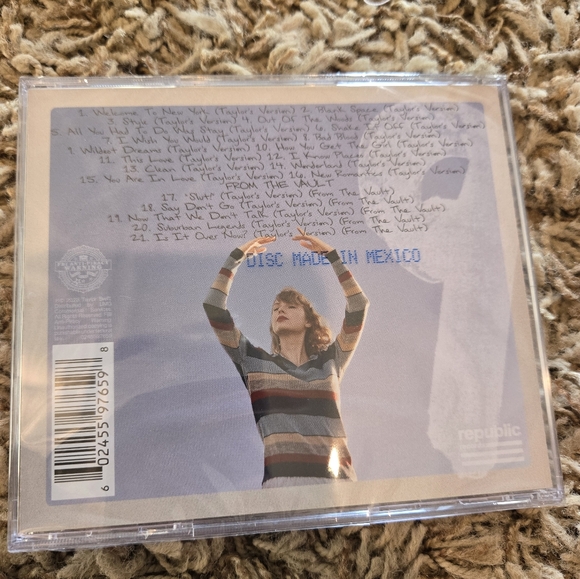 1. Welcome To New York (Taylor's Version) 2. Blank Space (Taylor's Version)
3. Style (Taylor's Version) 4. Out Of The Woods (Taylor's Version)
5. All You Had To Do Was Stay (Taylor's Version) 6. Shake It Off (Taylor's Version)
7. I Wish You Would (Taylor's Version) 8. Bad Blood (Taylor's Version)
9. Wildest Dreams (Taylor's Version) 10. How You Get The Girl (Taylor's Version)
11. This Love (Taylor's Version) 12. I Know Places (Taylor's Version)
13. Clean (Taylor's Version) 14. Wonderland (Taylor's Version)
15. You Are In Love (Taylor's Version) 16. New Romantics (Taylor's Version)
FROM THE VAULT
17. "Slut!" (Taylor's Version) (From The Vault)
18. Say Don't Go (Taylor's Version) (From The Vault)
19. Now That We Don't Talk (Taylor's Version) (From The Vault)
20. Suburban Legends (Taylor's Version) (From The Vault)
21. Is It Over Now? (Taylor's Version) (From The Vault)
DISC MADE IN MEXICO
6 02455 97659 8
republic